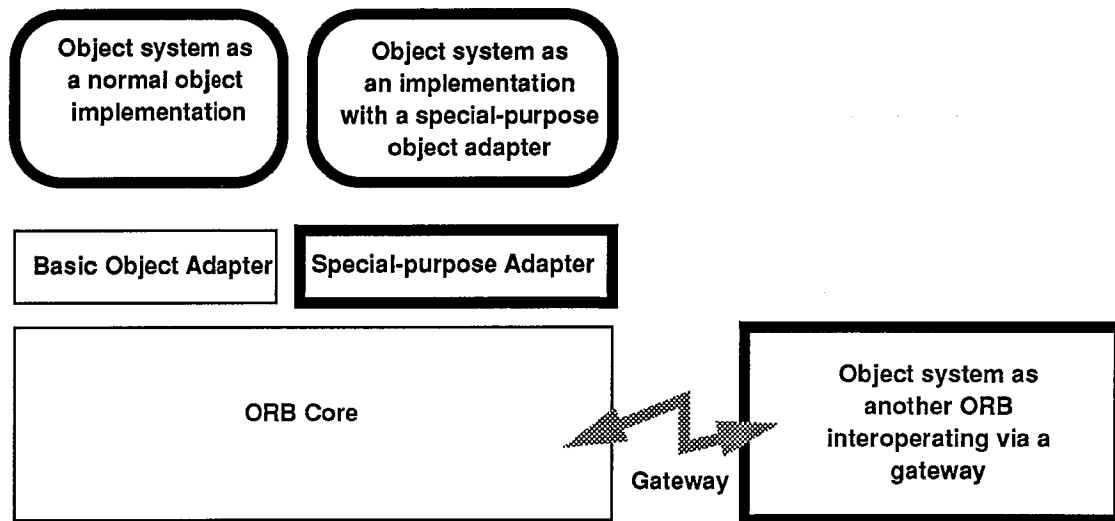 Object system as
a normal object
implementation
Object system as
an implementation
with a special-purpose
object adapter
Basic Object Adapter
Special-purpose Adapter
ORB Core
Gateway
Object system as
another ORB
interoperating via a
gateway